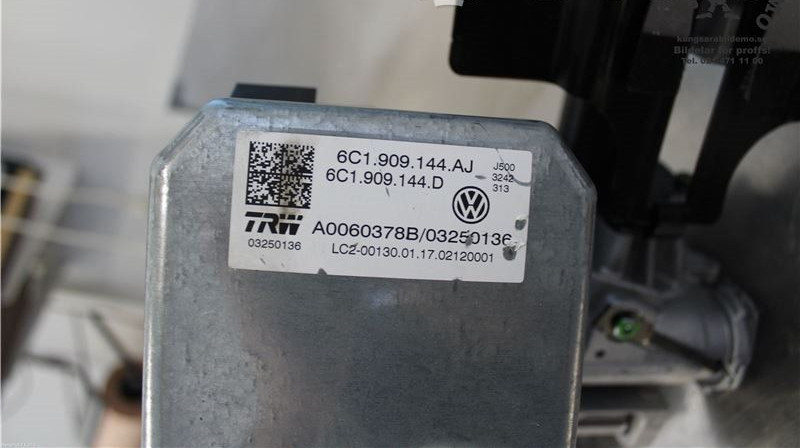 kungsarabildemo.se
Bildelar för proffs!
6C1.909.144.AJ
6C1.909.144.D
J500
3242
313
TRW
03250136
A0060378B/03250136
LC2-00130.01.17.02120001